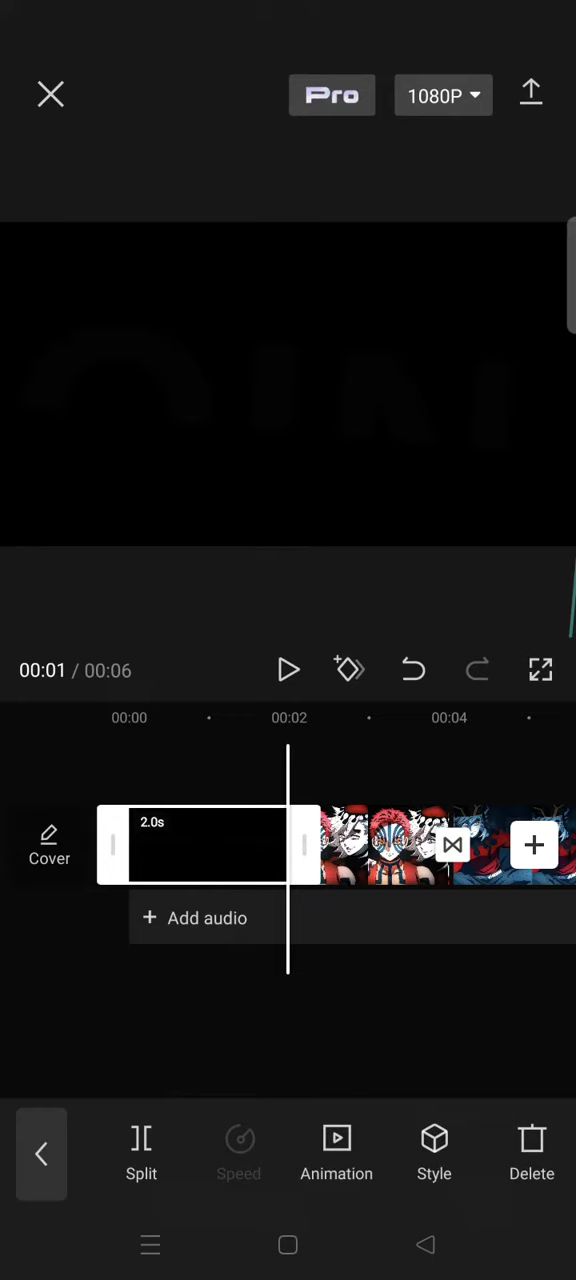 Pro
1080P
00:01 / 00:06
00:00
00:02
00:04
2.0s
Cover
Add audio
Split
Speed
Animation
Style
Delete